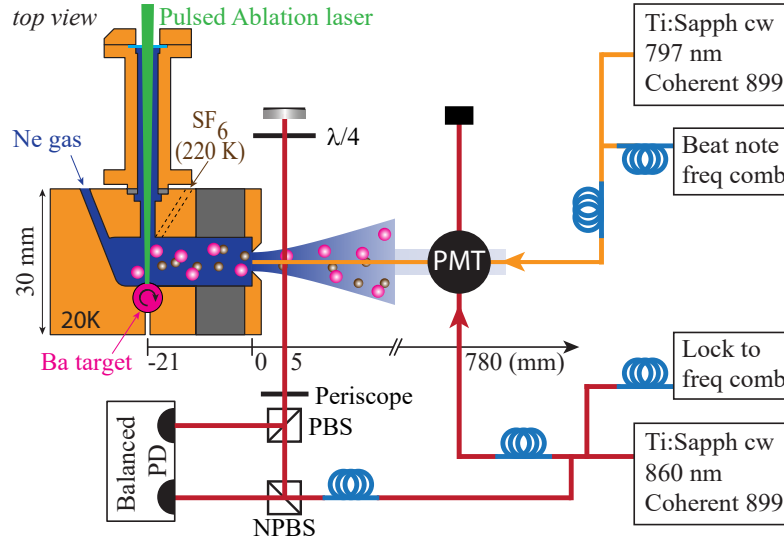 top view
Pulsed Ablation laser
Ti:Sapph cw
797 nm
Coherent 899
SF6
(220 K)
Ne gas
λ/4
Beat note
freq comb
30 mm
PMT
20K
Ba target
-21
0
5
780 (mm)
Lock to
freq comb
Periscope
PBS
Balanced
PD
NPBS
Ti:Sapph cw
860 nm
Coherent 899